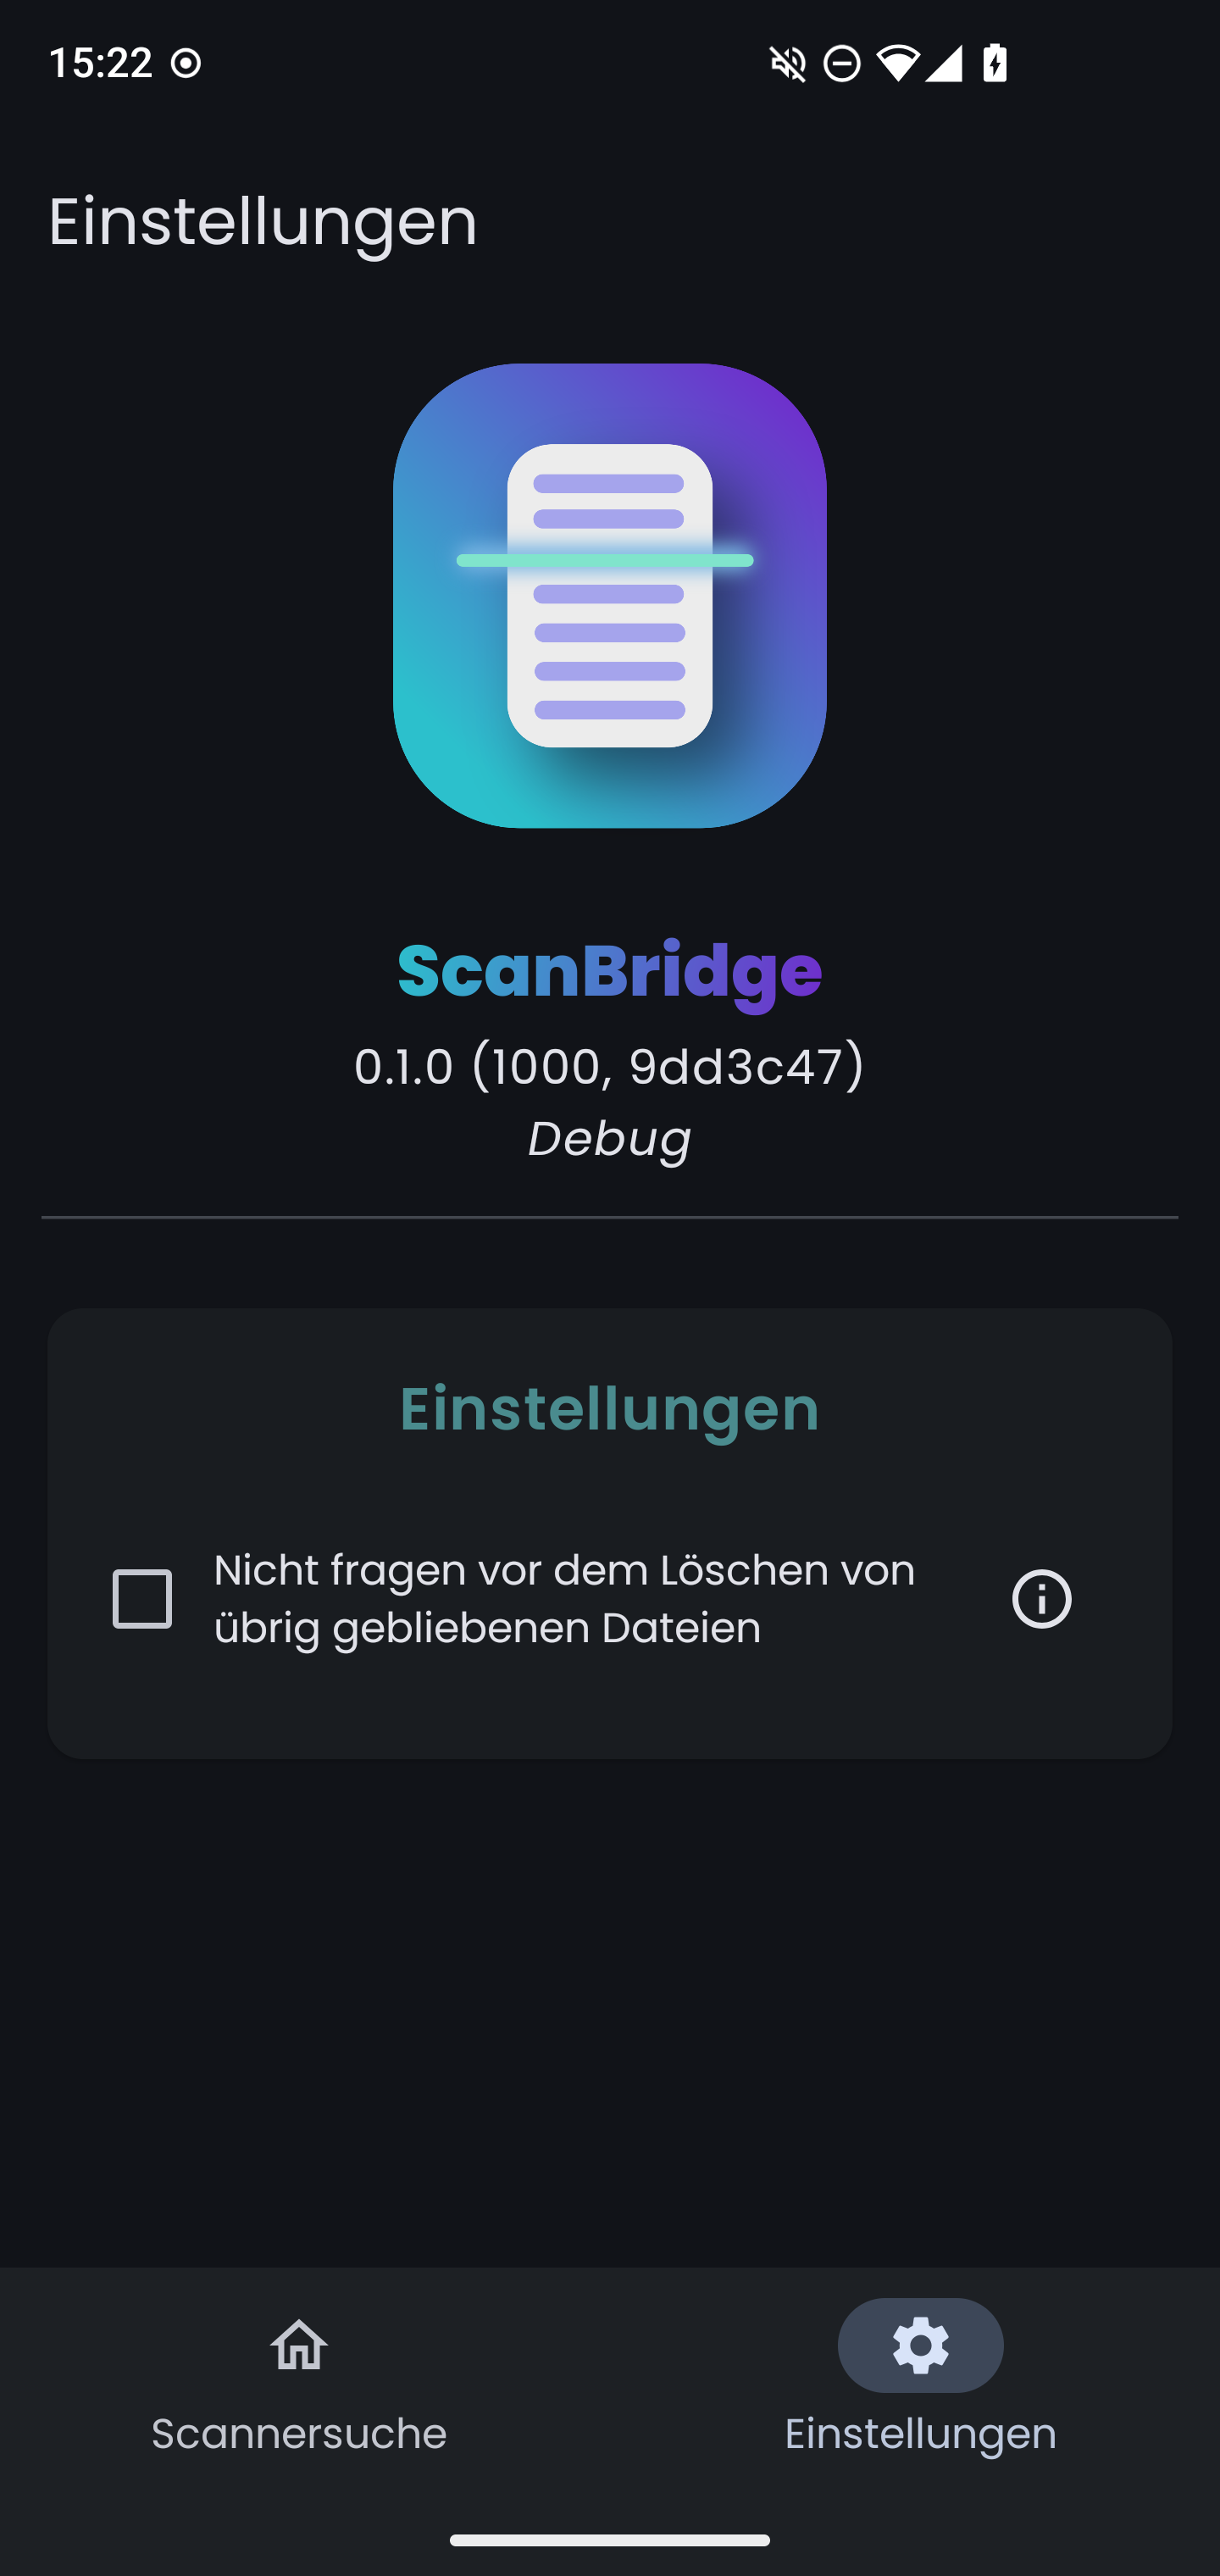 15:22
Einstellungen
ScanBridge
0.1.0 (1000, 9dd3c47)
Debug
Einstellungen
Nicht fragen vor dem Löschen von
übrig gebliebenen Dateien
Scannersuche
Einstellungen